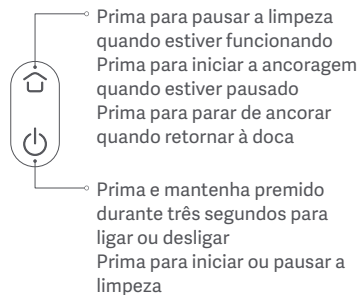 Prima para pausar a limpeza
quando estiver funcionando
Prima para iniciar a ancoragem
quando estiver pausado
Prima para parar de ancorar
quando retornar à doca
Prima e mantenha premido
durante três segundos para
ligar ou desligar
Prima para iniciar ou pausar a
limpeza